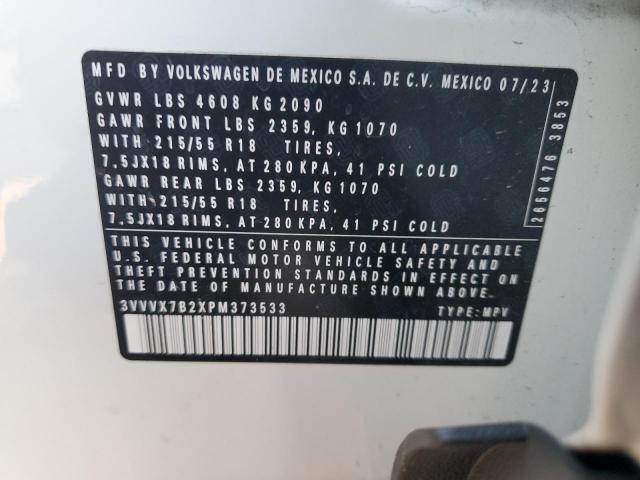 MFD BY VOLKSWAGEN DE MEXICO S.A. DE C.V. MEXICO 07/23
GVWR LBS 4608 KG 2090
GAWR FRONT LBS 2359, KG 1070
WITH 215/55 R18 TIRES,
7.5JX18 RIMS, AT 280 KPA, 41 PSI COLD
GAWR REAR LBS 2359, KG 1070
WITH 215/55 R18 TIRES,
7.5JX18 RIMS, AT 280 KPA, 41 PSI COLD
THIS VEHICLE CONFORMS TO ALL APPLICABLE
U.S. FEDERAL MOTOR VEHICLE SAFETY AND
THEFT PREVENTION STANDARDS IN EFFECT ON
THE DATE OF MANUFACTURE SHOWN ABOVE.
3VVVX7B2XPM373533 TYPE: MPV
2656476 3853